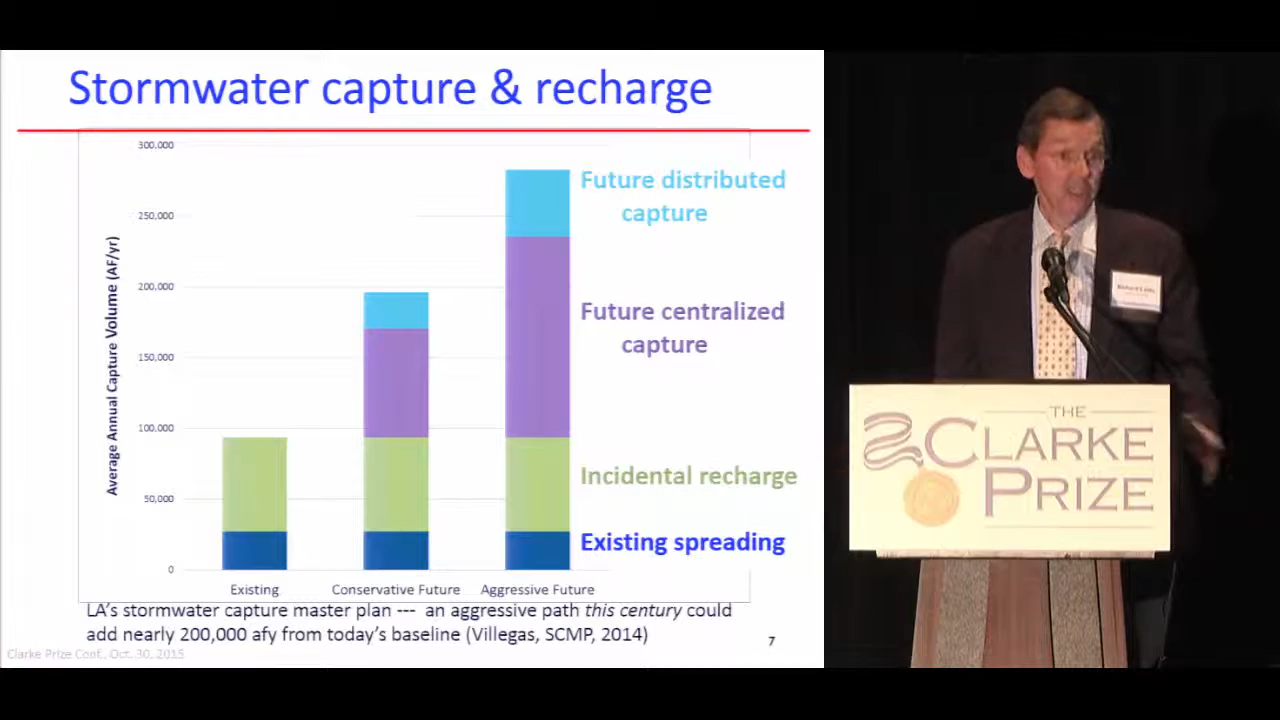 Stormwater capture & recharge
Average Annual Capture Volume (AF/yr)
300,000
250,000
200,000
150,000
100,000
50,000
0
Future distributed
capture
Future centralized
capture
Incidental recharge
Existing spreading
Existing
Conservative Future
Aggressive Future
LA's stormwater capture master plan --- an aggressive path this century could
add nearly 200,000 afy from today's baseline (Villegas, SCMP, 2014)
7
Clarke Prize Conf., Oct. 30, 2015
THE
CLARKE
PRIZE